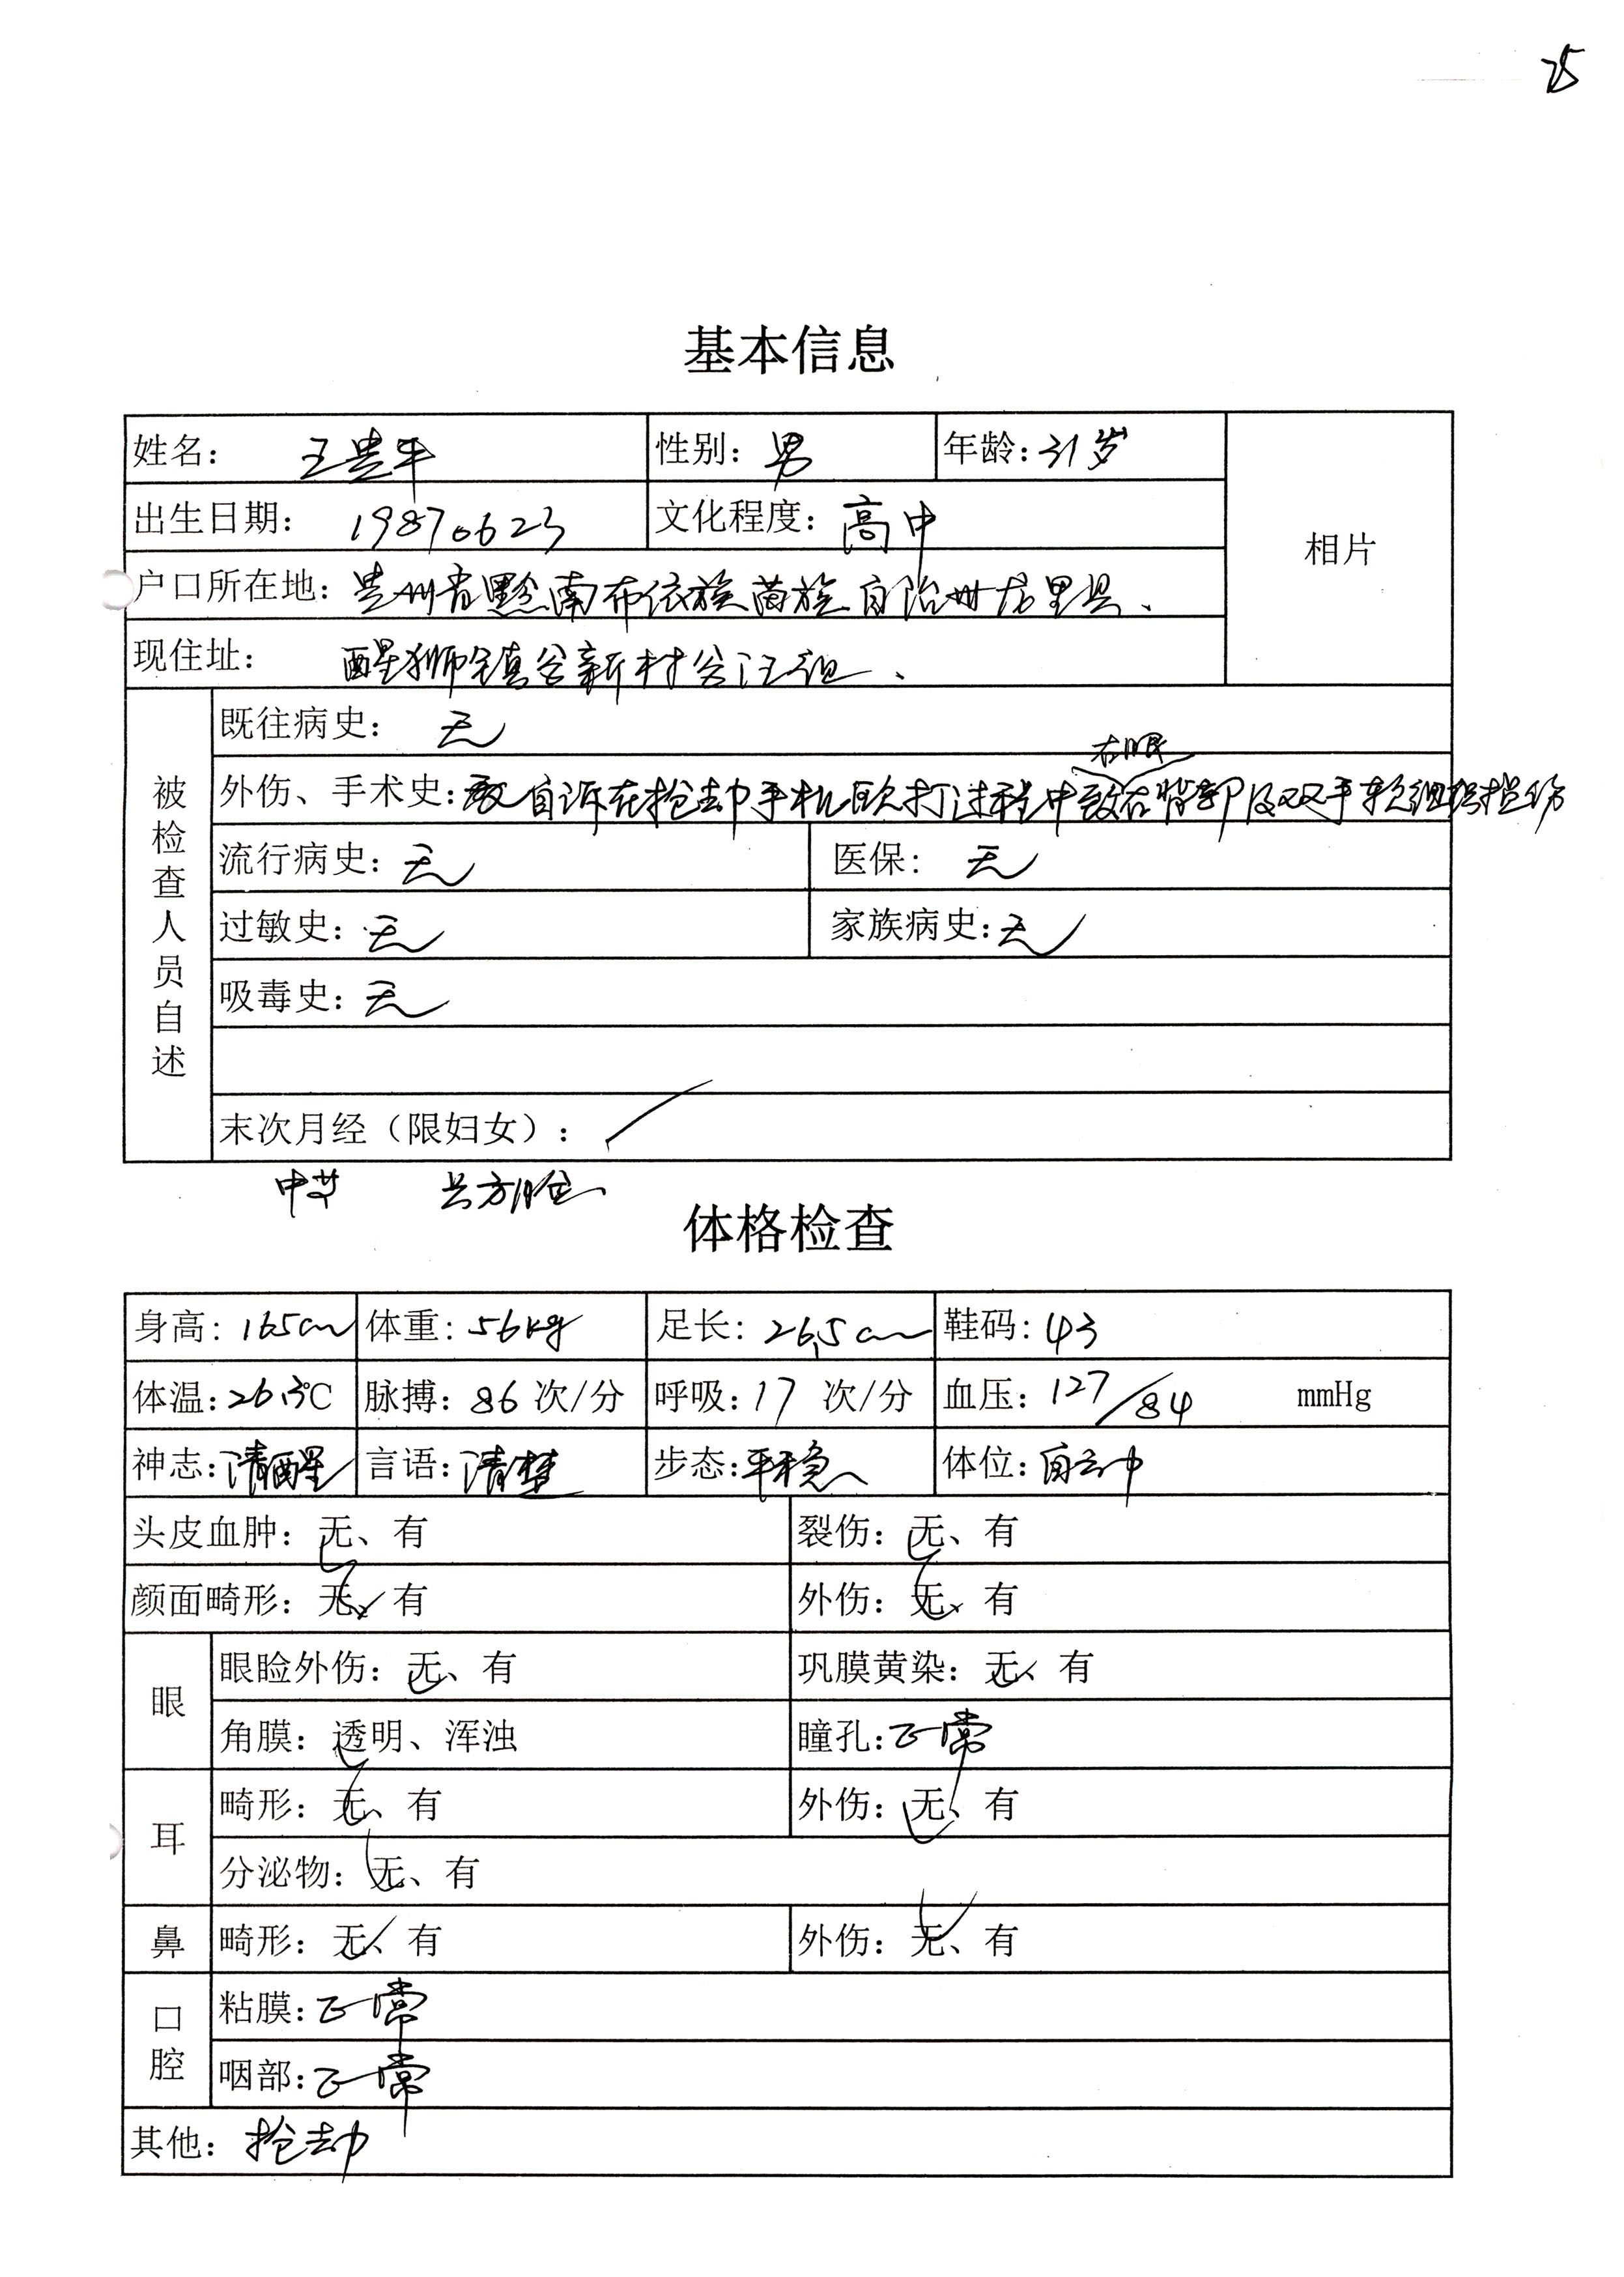 25
基本信息
姓名： 王贵平 性别：男 年龄：31岁
出生日期： 19870623 文化程度：高中
相片
户口所在地：贵州省黔南布依族苗族自治州龙里县、
现住址： 醒狮镇谷新村谷汪组、
被检查人员自述
既往病史： 无
右眼
外伤、手术史：自诉在抢劫手机殴打过程中致右背部及双手软组织挫伤
流行病史：无 医保： 无
过敏史：无 家族病史：无
吸毒史：无
末次月经（限妇女）：
体格检查
身高：165cm 体重：56kg 足长：26.5cm 鞋码：43
体温：26.3℃ 脉搏：86 次/分 呼吸：17 次/分 血压：127/84 mmHg
神志：清醒 言语：清楚 步态：平稳 体位：自主
头皮血肿：无、有 裂伤：无、有
颜面畸形：无、有 外伤：无、有
眼
眼睑外伤：无、有 巩膜黄染：无、有
角膜：透明、浑浊 瞳孔：正常
耳
畸形：无、有 外伤：无、有
分泌物：无、有
鼻 畸形：无、有 外伤：无、有
口腔
粘膜：正常
咽部：正常
其他：抢劫